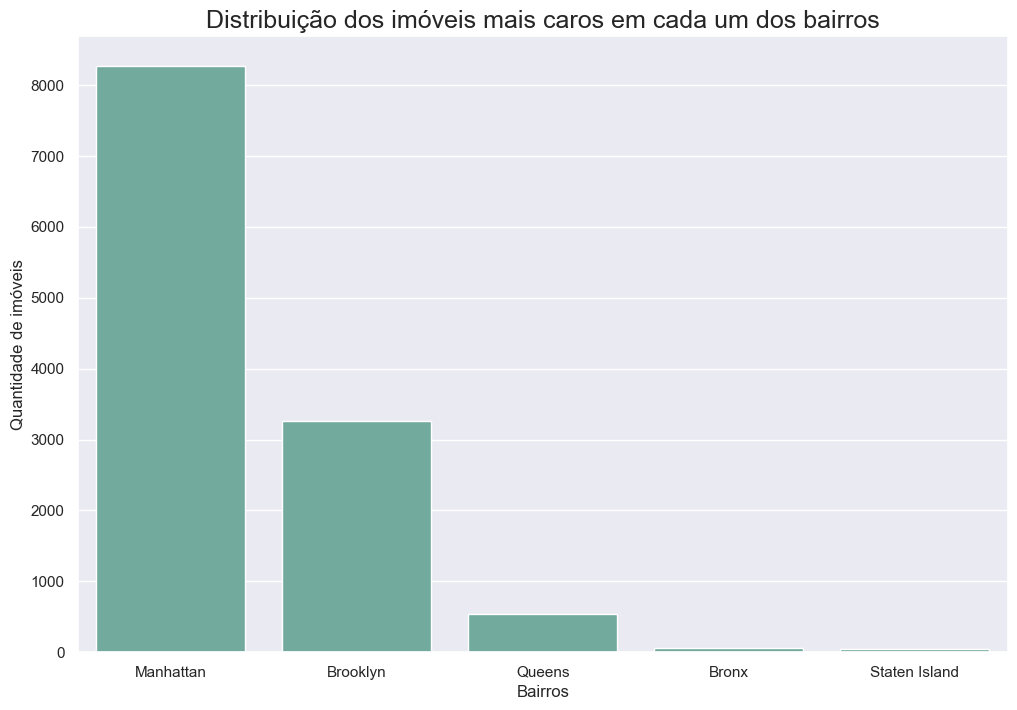 Distribuição dos imóveis mais caros em cada um dos bairros
Quantidade de imóveis
8000
7000
6000
5000
4000
3000
2000
1000
0
Manhattan
Brooklyn
Queens
Bronx
Staten Island
Bairros